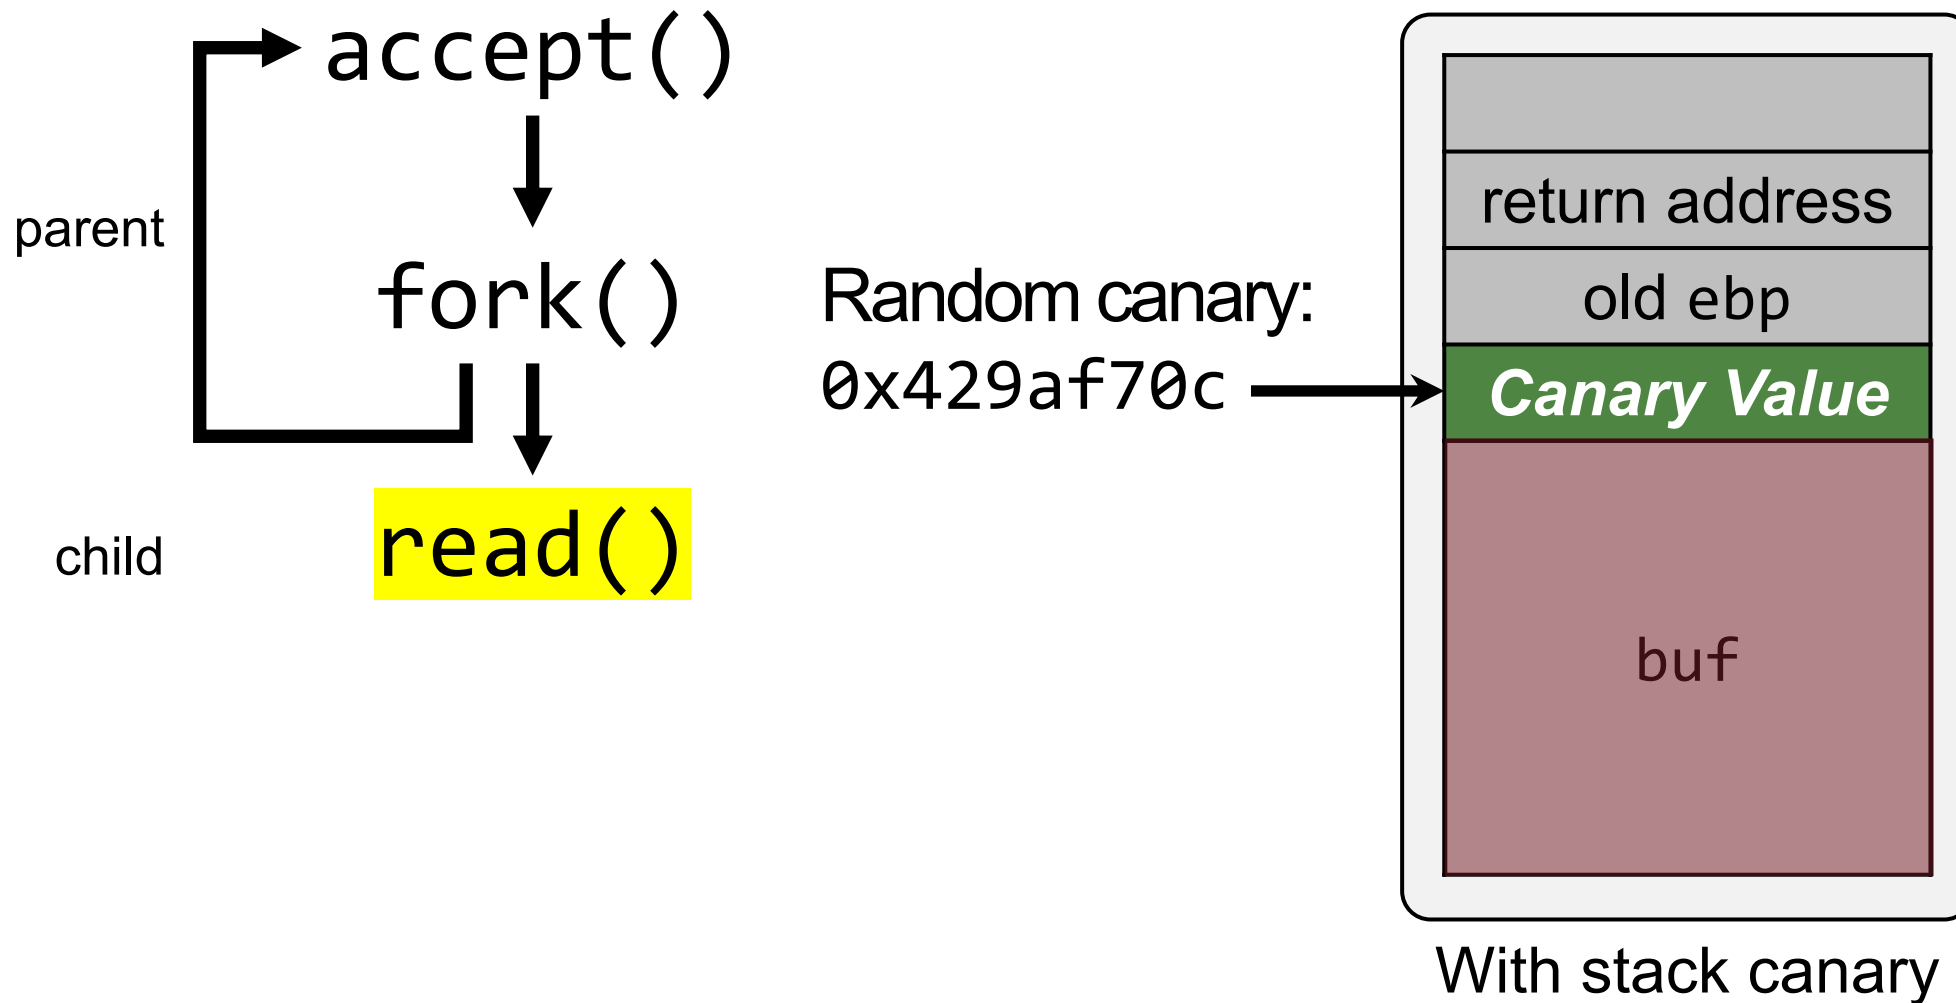 accept()
parent
fork()
child
read()
Random canary:
0x429af70c
return address
old ebp
Canary Value
buf
With stack canary